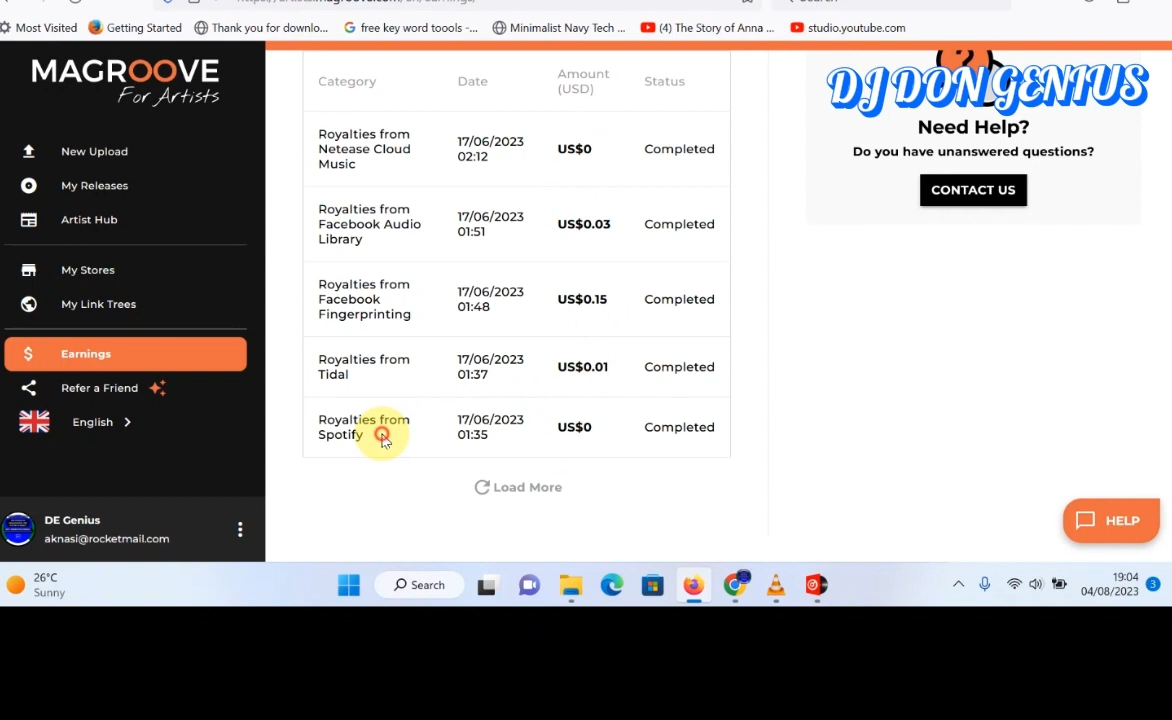 Most Visited
Getting Started
Thank you for downlo...
free key word toools -...
Minimalist Navy Tech ...
(4) The Story of Anna ...
studio.youtube.com
MAGROOVE
For Artists
New Upload
My Releases
Artist Hub
My Stores
My Link Trees
Earnings
Refer a Friend
English
DE Genius
aknasi@rocketmail.com
Category
Date
Amount
(USD)
Status
Royalties from
Netease Cloud
Music
17/06/2023
02:12
US$0
Completed
Royalties from
Facebook Audio
Library
17/06/2023
01:51
US$0.03
Completed
Royalties from
Facebook
Fingerprinting
17/06/2023
01:48
US$0.15
Completed
Royalties from
Tidal
17/06/2023
01:37
US$0.01
Completed
Royalties from
Spotify
17/06/2023
01:35
US$0
Completed
Load More
DJ DON GENIUS
Need Help?
Do you have unanswered questions?
CONTACT US
HELP
26°C
Sunny
Search
19:04
04/08/2023
3